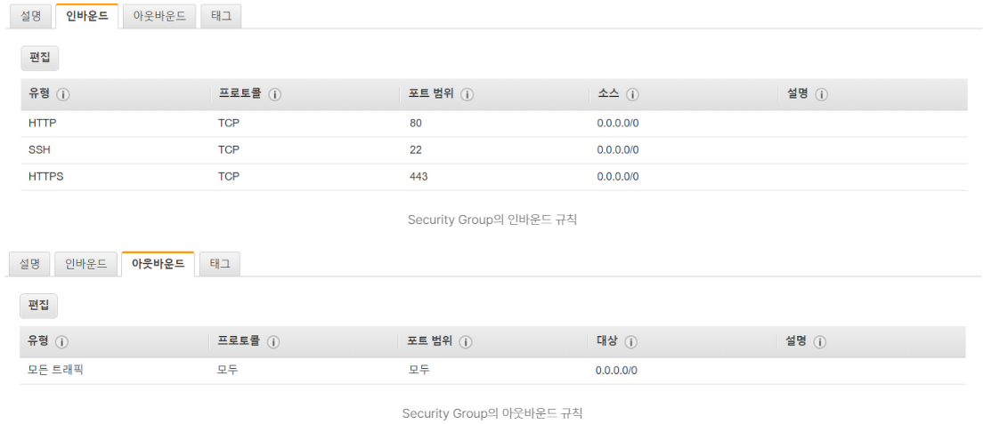 설명 인바운드 아웃바운드 태그
편집
유형 i 프로토콜 i 포트 범위 i 소스 i 설명 i
HTTP TCP 80 0.0.0.0/0
SSH TCP 22 0.0.0.0/0
HTTPS TCP 443 0.0.0.0/0
Security Group의 인바운드 규칙
설명 인바운드 아웃바운드 태그
편집
유형 i 프로토콜 i 포트 범위 i 대상 i 설명 i
모든 트래픽 모두 모두 0.0.0.0/0
Security Group의 아웃바운드 규칙